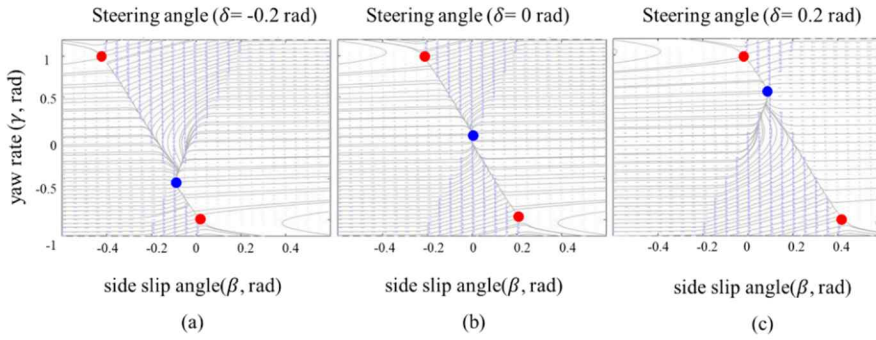 Steering angle (δ= -0.2 rad)
Steering angle (δ= 0 rad)
Steering angle (δ= 0.2 rad)
yaw rate (γ, rad)
1
0.5
0
-0.5
-1
-0.4
-0.2
0
0.2
0.4
-0.4
-0.2
0
0.2
0.4
-0.4
-0.2
0
0.2
0.4
side slip angle(β, rad)
side slip angle(β, rad)
side slip angle(β, rad)
(a)
(b)
(c)